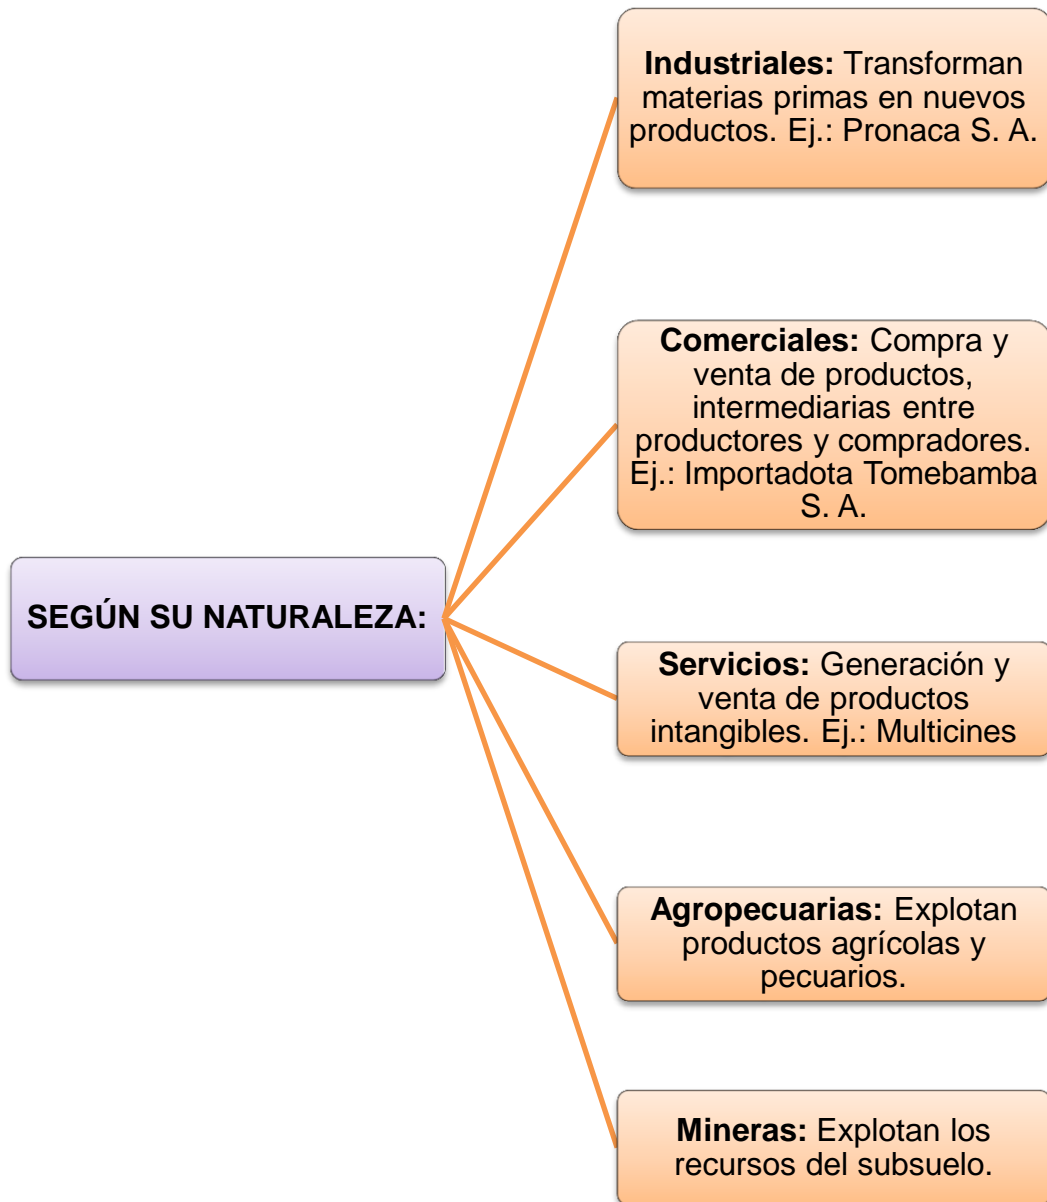 Industriales: Transforman
materias primas en nuevos
productos. Ej.: Pronaca S. A.
Comerciales: Compra y
venta de productos,
intermediarias entre
productores y compradores.
Ej.: Importadota Tomebamba
S. A.
SEGÚN SU NATURALEZA:
Servicios: Generación y
venta de productos
intangibles. Ej.: Multicines
Agropecuarias: Explotan
productos agrícolas y
pecuarios.
Mineras: Explotan los
recursos del subsuelo.